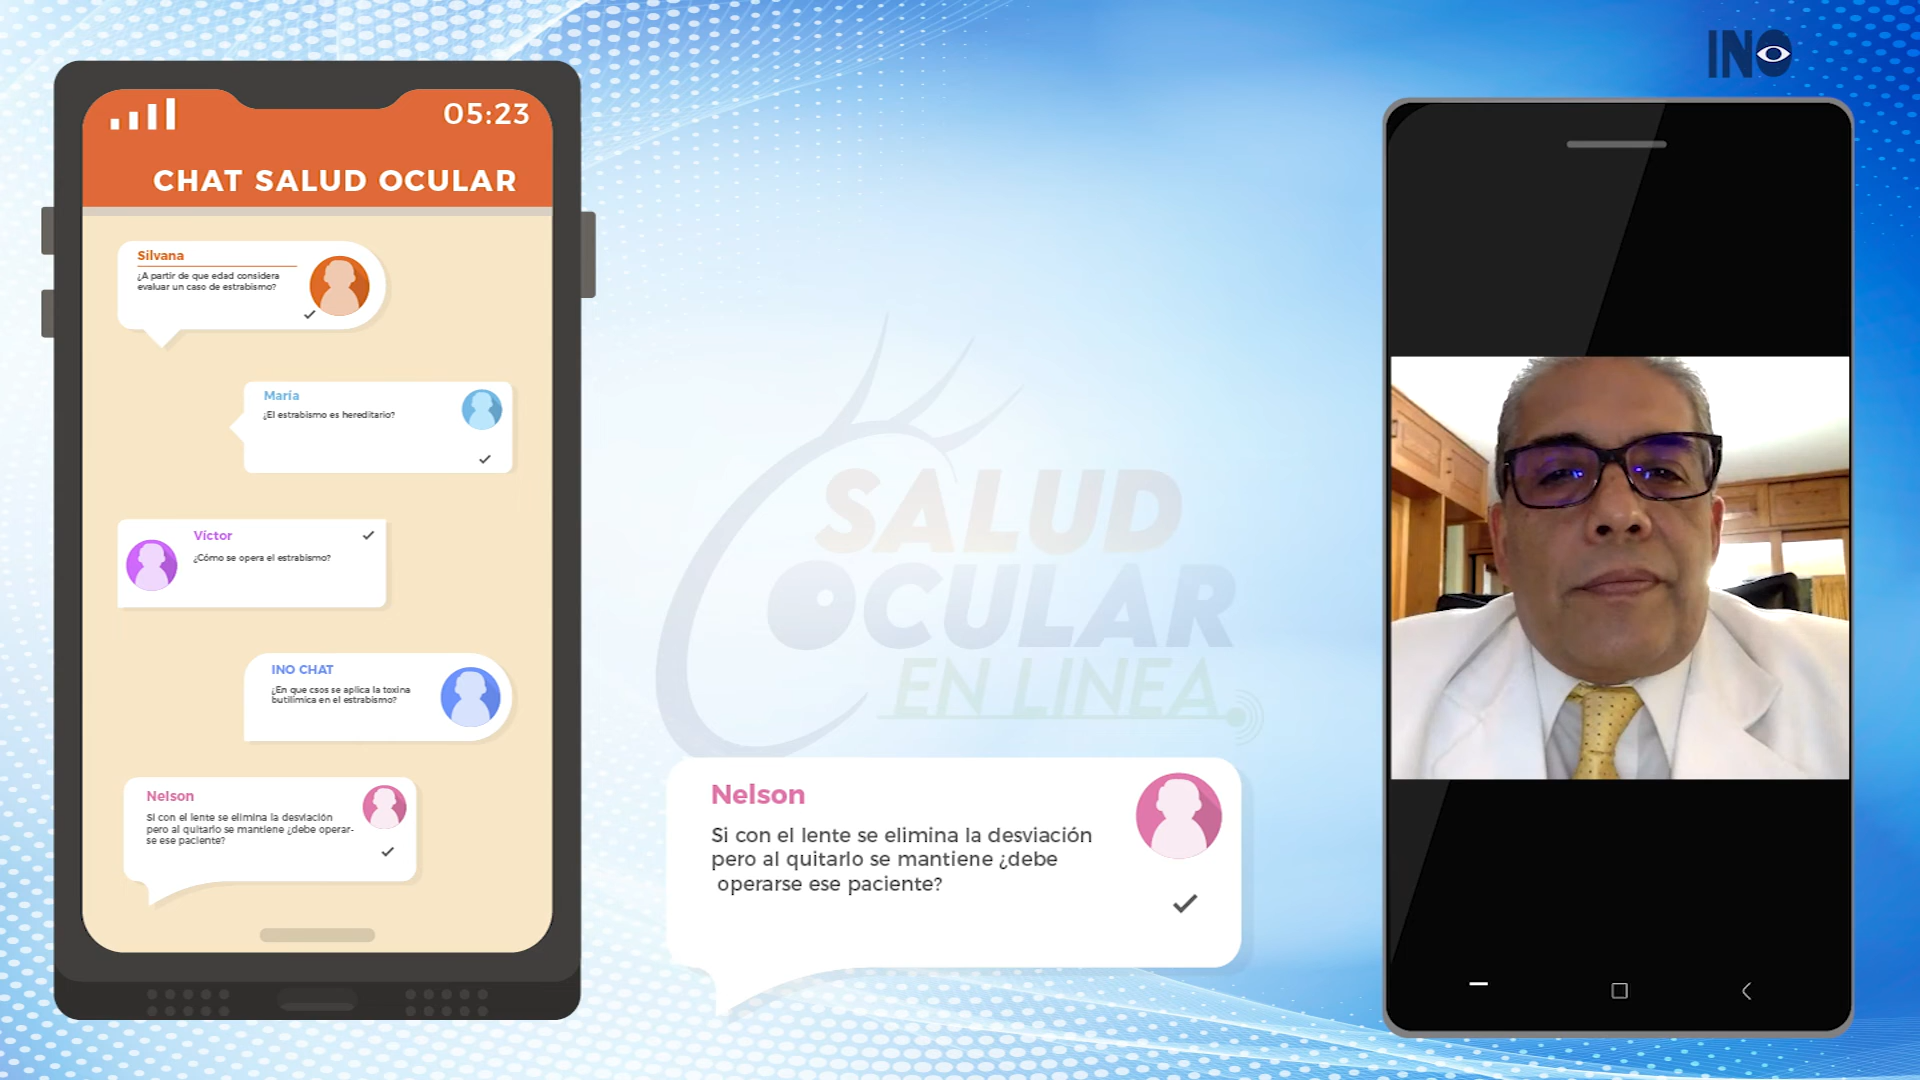 INO
05:23
CHAT SALUD OCULAR
Silvana
¿A partir de que edad considera
evaluar un caso de estrabismo?
María
¿El estrabismo es hereditario?
Víctor
¿Cómo se opera el estrabismo?
INO CHAT
¿En que csos se aplica la toxina
butilímica en el estrabismo?
Nelson
Si con el lente se elimina la desviación
pero al quitarlo se mantiene ¿debe operar-
se ese paciente?
SALUD
OCULAR
EN LINEA
Nelson
Si con el lente se elimina la desviación
pero al quitarlo se mantiene ¿debe
operarse ese paciente?